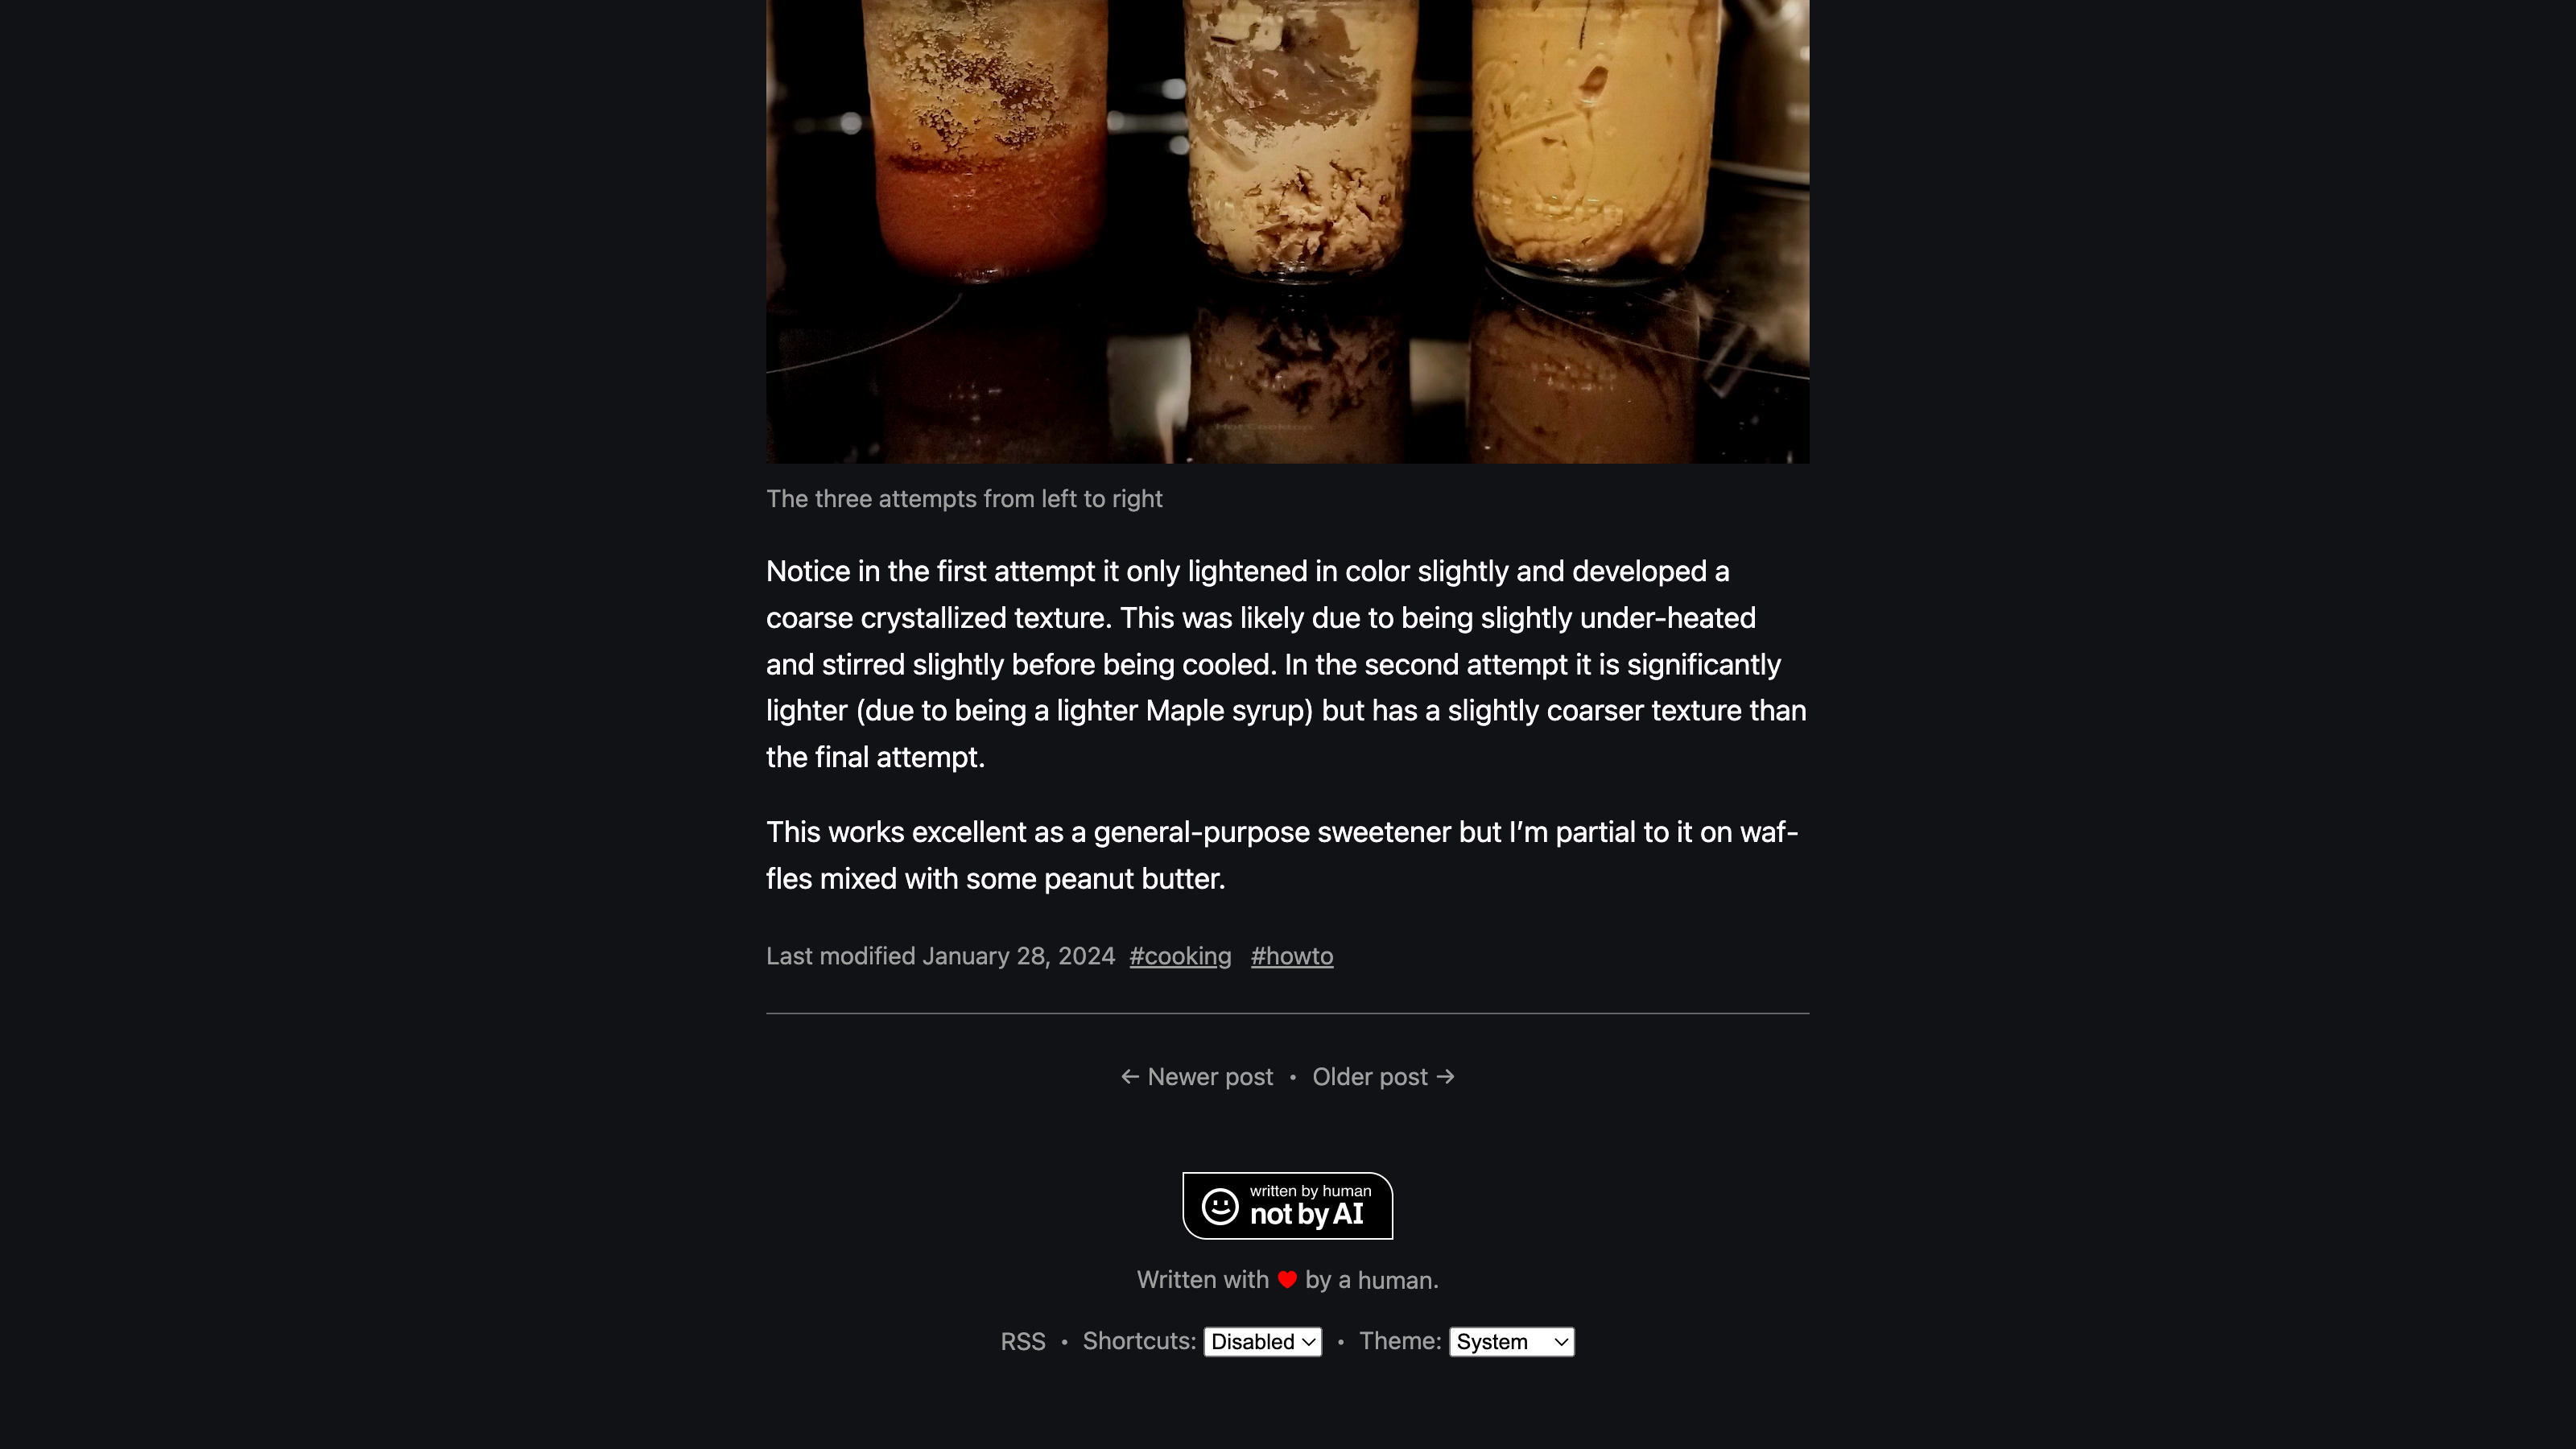 Hot Cooktop
The three attempts from left to right
Notice in the first attempt it only lightened in color slightly and developed a
coarse crystallized texture. This was likely due to being slightly under-heated
and stirred slightly before being cooled. In the second attempt it is significantly
lighter (due to being a lighter Maple syrup) but has a slightly coarser texture than
the final attempt.
This works excellent as a general-purpose sweetener but I’m partial to it on waf-
fles mixed with some peanut butter.
Last modified January 28, 2024 #cooking #howto
← Newer post • Older post →
written by human
not by AI
Written with ❤ by a human.
RSS • Shortcuts: Disabled • Theme: System